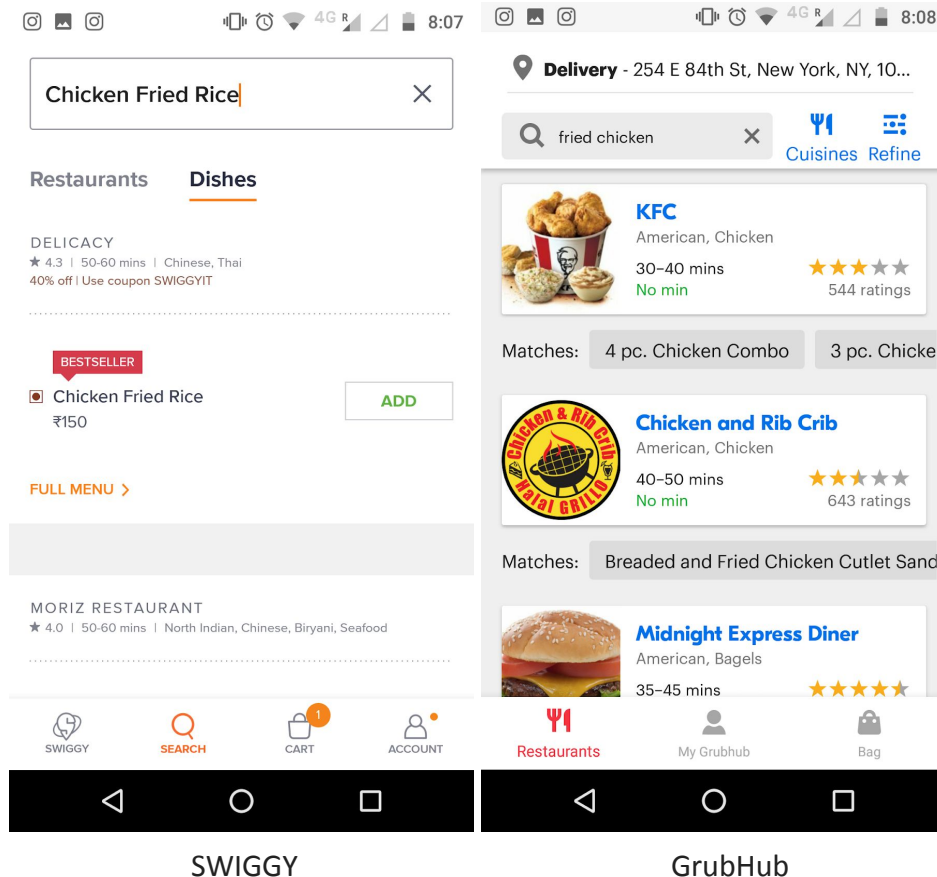 4G R 8:07
Chicken Fried Rice
Restaurants Dishes
DELICACY
★ 4.3 | 50-60 mins | Chinese, Thai
40% off | Use coupon SWIGGYIT
BESTSELLER
Chicken Fried Rice
₹150
ADD
FULL MENU
MORIZ RESTAURANT
★ 4.0 | 50-60 mins | North Indian, Chinese, Biryani, Seafood
SWIGGY SEARCH CART 1 ACCOUNT
SWIGGY
4G R 8:08
Delivery - 254 E 84th St, New York, NY, 10...
fried chicken
Cuisines Refine
KFC
American, Chicken
30–40 mins
No min 544 ratings
Matches: 4 pc. Chicken Combo 3 pc. Chicke
Chicken & Rib Crib
Halal GRILLO
Chicken and Rib Crib
American, Chicken
40–50 mins
No min 643 ratings
Matches: Breaded and Fried Chicken Cutlet Sand
Midnight Express Diner
American, Bagels
35–45 mins
Restaurants My Grubhub Bag
GrubHub